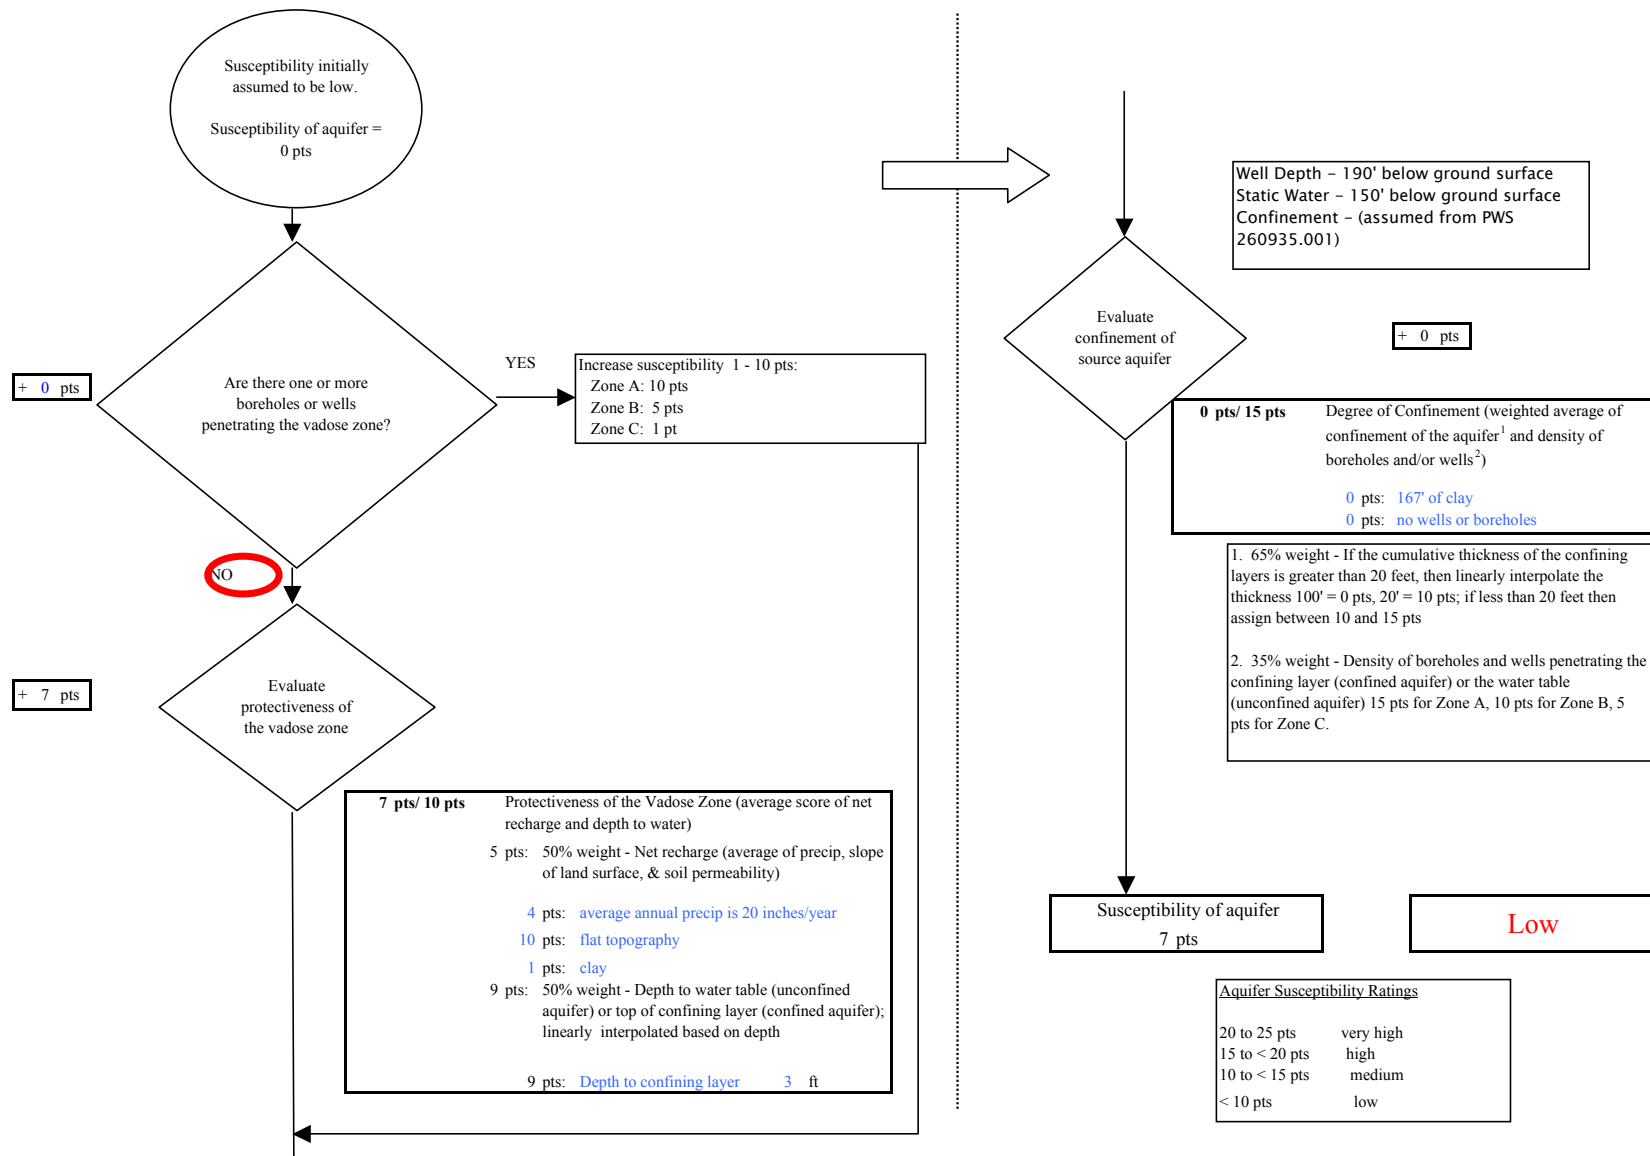 Susceptibility initially
assumed to be low.
Susceptibility of aquifer =
0 pts
Are there one or more
boreholes or wells
penetrating the vadose zone?
+ 0 pts
YES
Increase susceptibility 1 - 10 pts:
Zone A: 10 pts
Zone B: 5 pts
Zone C: 1 pt
NO
Evaluate
protectiveness of
the vadose zone
+ 7 pts
7 pts/ 10 pts Protectiveness of the Vadose Zone (average score of net
recharge and depth to water)
5 pts: 50% weight - Net recharge (average of precip, slope
of land surface, & soil permeability)
4 pts: average annual precip is 20 inches/year
10 pts: flat topography
1 pts: clay
9 pts: 50% weight - Depth to water table (unconfined
aquifer) or top of confining layer (confined aquifer);
linearly interpolated based on depth
9 pts: Depth to confining layer 3 ft
Well Depth – 190' below ground surface
Static Water – 150' below ground surface
Confinement – (assumed from PWS
260935.001)
Evaluate
confinement of
source aquifer
+ 0 pts
0 pts/ 15 pts Degree of Confinement (weighted average of
confinement of the aquifer1 and density of
boreholes and/or wells2)
0 pts: 167' of clay
0 pts: no wells or boreholes
1. 65% weight - If the cumulative thickness of the confining
layers is greater than 20 feet, then linearly interpolate the
thickness 100' = 0 pts, 20' = 10 pts; if less than 20 feet then
assign between 10 and 15 pts
2. 35% weight - Density of boreholes and wells penetrating the
confining layer (confined aquifer) or the water table
(unconfined aquifer) 15 pts for Zone A, 10 pts for Zone B, 5
pts for Zone C.
Susceptibility of aquifer
7 pts
Low
Aquifer Susceptibility Ratings
20 to 25 pts very high
15 to < 20 pts high
10 to < 15 pts medium
< 10 pts low